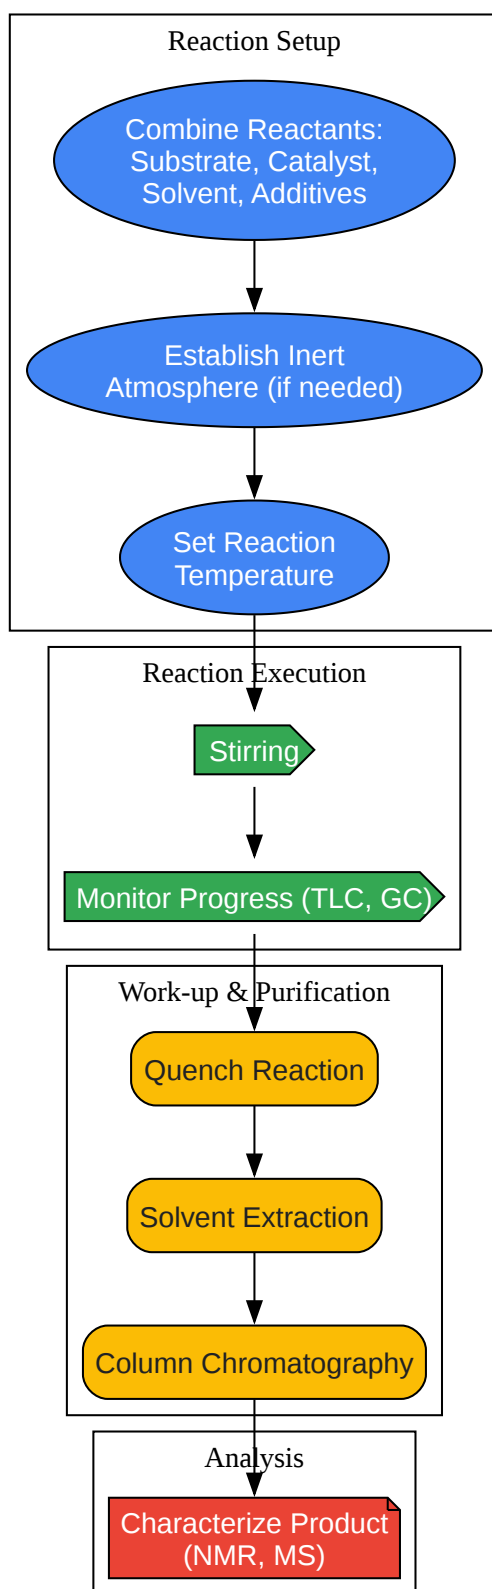 Reaction Setup
Combine Reactants:
Substrate, Catalyst,
Solvent, Additives
Establish Inert
Atmosphere (if needed)
Set Reaction
Temperature
Reaction Execution
Stirring
Monitor Progress (TLC, GC)
Work-up & Purification
Quench Reaction
Solvent Extraction
Column Chromatography
Analysis
Characterize Product
(NMR, MS)